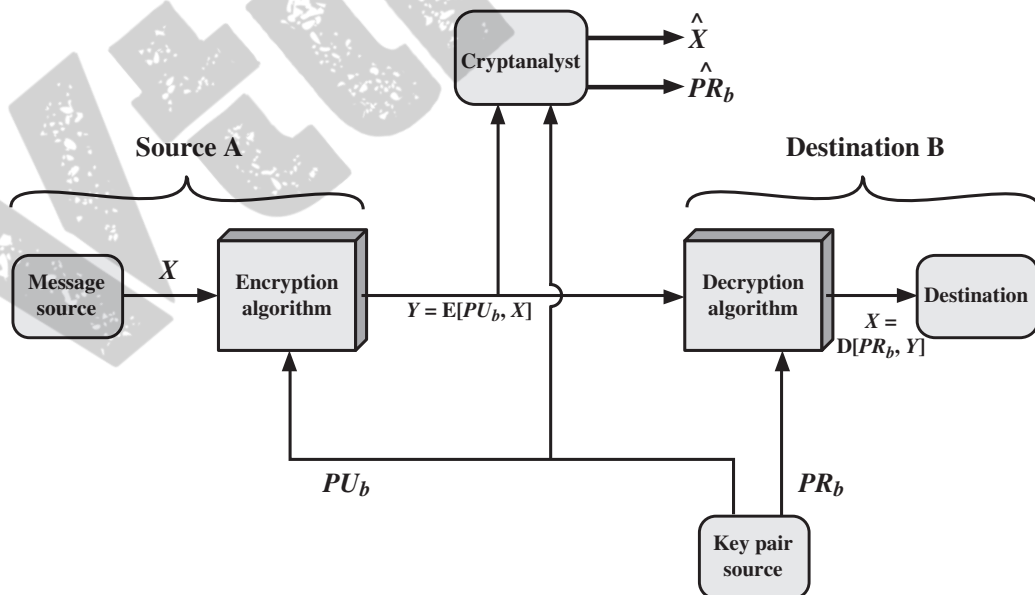 Cryptanalyst
X̂
P̂R_b
Source A
Destination B
Message
source
X
Encryption
algorithm
Y = E[PU_b, X]
Decryption
algorithm
X =
D[PR_b, Y]
Destination
PU_b
PR_b
Key pair
source